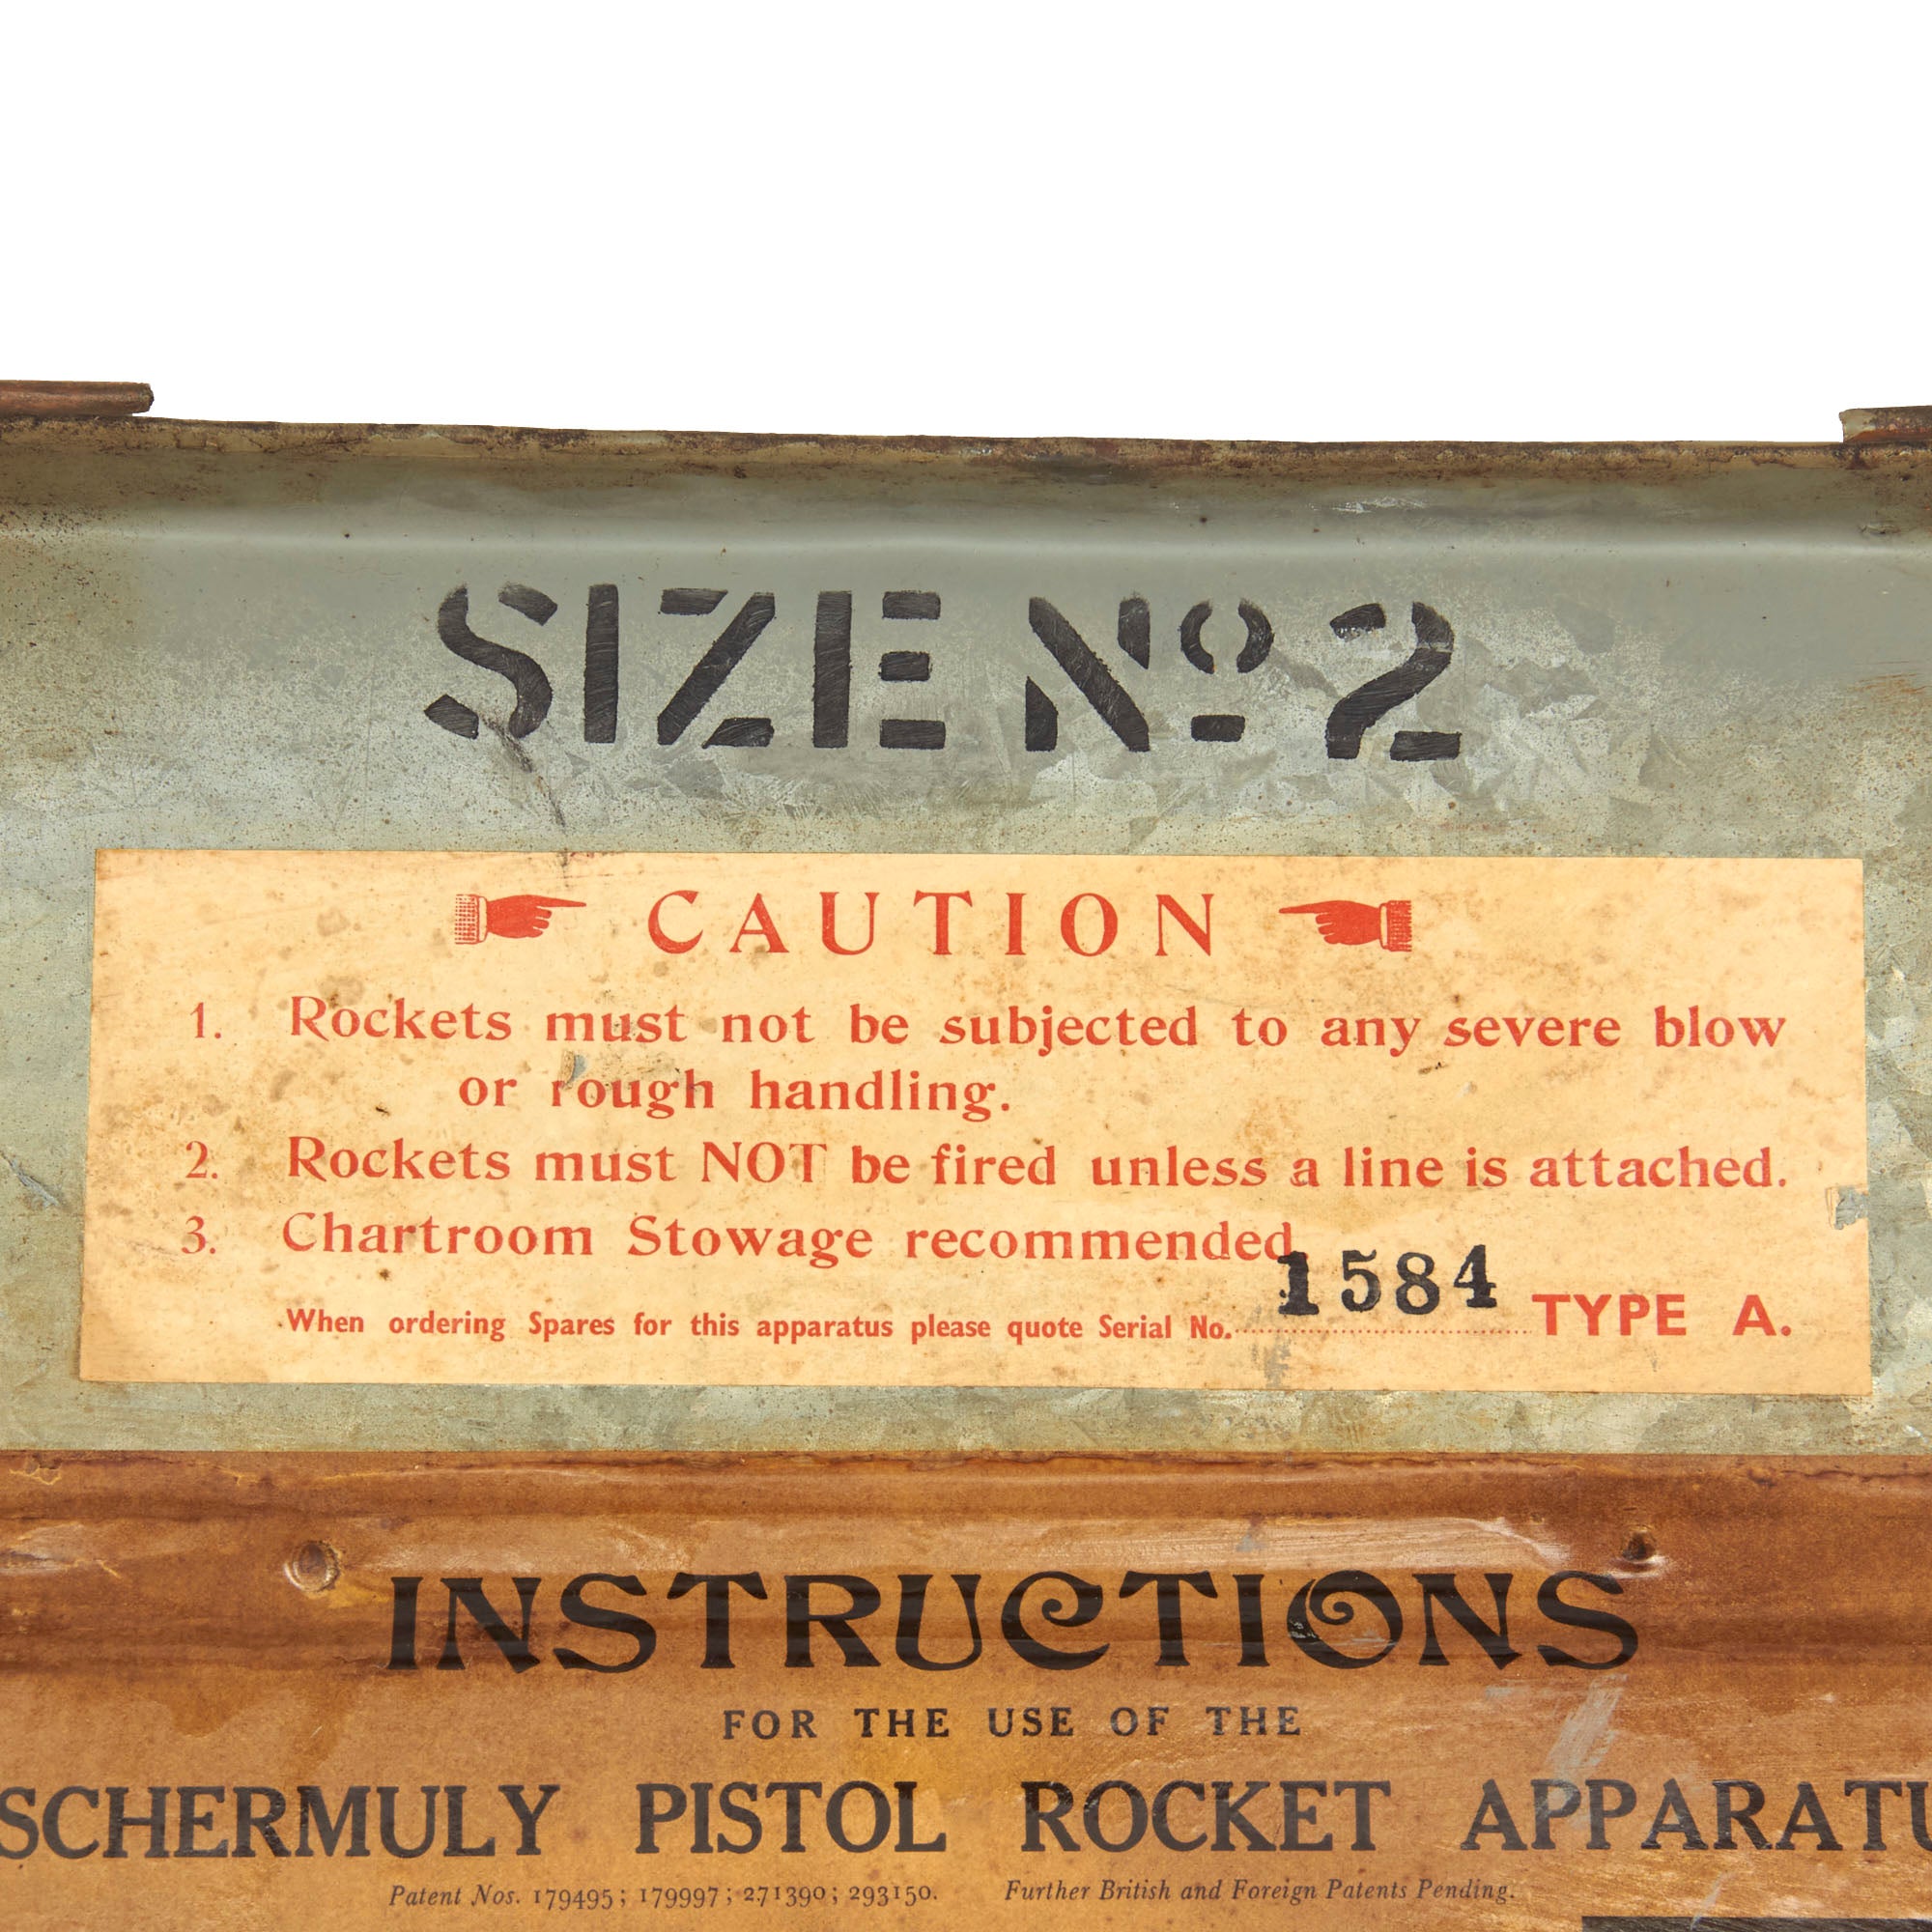 SIZE Nº 2
CAUTION
1. Rockets must not be subjected to any severe blow
or rough handling.
2. Rockets must NOT be fired unless a line is attached.
3. Chartroom Stowage recommended.
When ordering Spares for this apparatus please quote Serial No. 1584 TYPE A.
INSTRUCTIONS
FOR THE USE OF THE
SCHERMULY PISTOL ROCKET APPARATU
Patent Nos. 179495; 179997; 271390; 293150. Further British and Foreign Patents Pending.